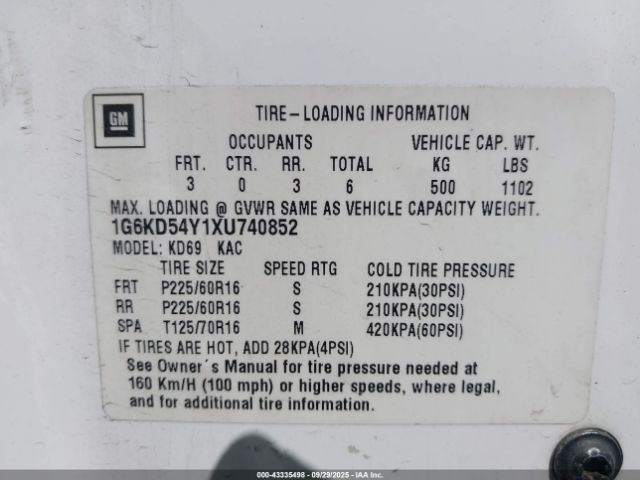 GM
TIRE-LOADING INFORMATION
OCCUPANTS VEHICLE CAP. WT.
FRT. CTR. RR. TOTAL KG LBS
3 0 3 6 500 1102
MAX. LOADING @ GVWR SAME AS VEHICLE CAPACITY WEIGHT.
1G6KD54Y1XU740852
MODEL: KD69 KAC
TIRE SIZE SPEED RTG COLD TIRE PRESSURE
FRT P225/60R16 S 210KPA(30PSI)
RR P225/60R16 S 210KPA(30PSI)
SPA T125/70R16 M 420KPA(60PSI)
IF TIRES ARE HOT, ADD 28KPA(4PSI)
See Owner´s Manual for tire pressure needed at
160 Km/H (100 mph) or higher speeds, where legal,
and for additional tire information.
000-43335498 - 09/29/2025 - IAAI.COM